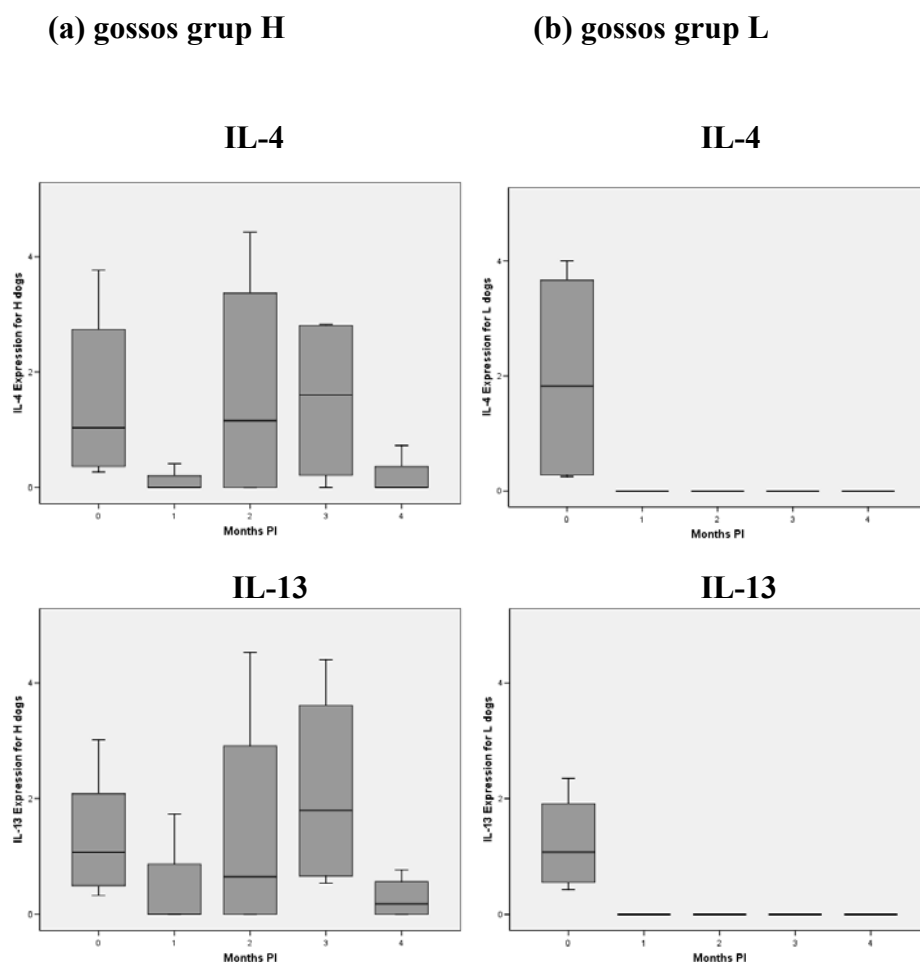 (a) gossos grup H
(b) gossos grup L
IL-4
IL-4
IL-4 Expression for H dogs
4
2
0
0 1 2 3 4
Months PI
IL-4 Expression for L dogs
4
2
0
0 1 2 3 4
Months PI
IL-13
IL-13
IL-13 Expression for H dogs
4
2
0
0 1 2 3 4
Months PI
IL-13 Expression for L dogs
4
2
0
0 1 2 3 4
Months PI